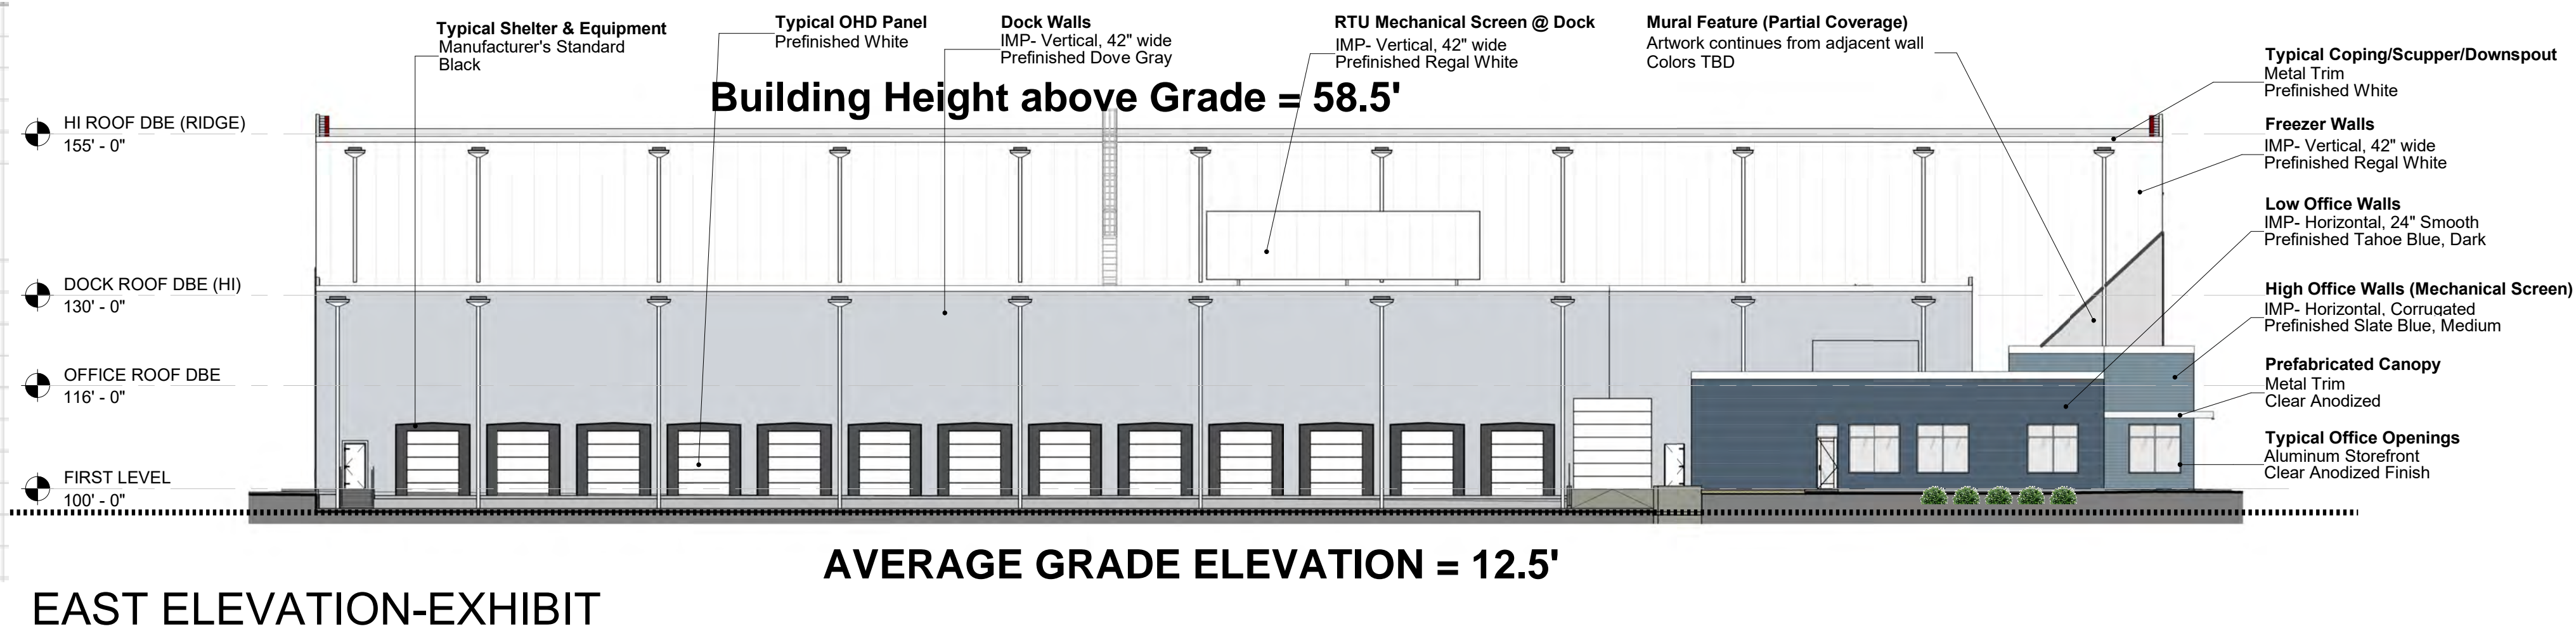 Typical Shelter & Equipment
Manufacturer's Standard
Black
Typical OHD Panel
Prefinished White
Dock Walls
IMP- Vertical, 42" wide
Prefinished Dove Gray
RTU Mechanical Screen @ Dock
IMP- Vertical, 42" wide
Prefinished Regal White
Mural Feature (Partial Coverage)
Artwork continues from adjacent wall
Colors TBD
Typical Coping/Scupper/Downspout
Metal Trim
Prefinished White
Building Height above Grade = 58.5'
HI ROOF DBE (RIDGE)
155' - 0"
Freezer Walls
IMP- Vertical, 42" wide
Prefinished Regal White
Low Office Walls
IMP- Horizontal, 24" Smooth
Prefinished Tahoe Blue, Dark
DOCK ROOF DBE (HI)
130' - 0"
High Office Walls (Mechanical Screen)
IMP- Horizontal, Corrugated
Prefinished Slate Blue, Medium
OFFICE ROOF DBE
116' - 0"
Prefabricated Canopy
Metal Trim
Clear Anodized
Typical Office Openings
Aluminum Storefront
Clear Anodized Finish
FIRST LEVEL
100' - 0"
AVERAGE GRADE ELEVATION = 12.5'
EAST ELEVATION-EXHIBIT